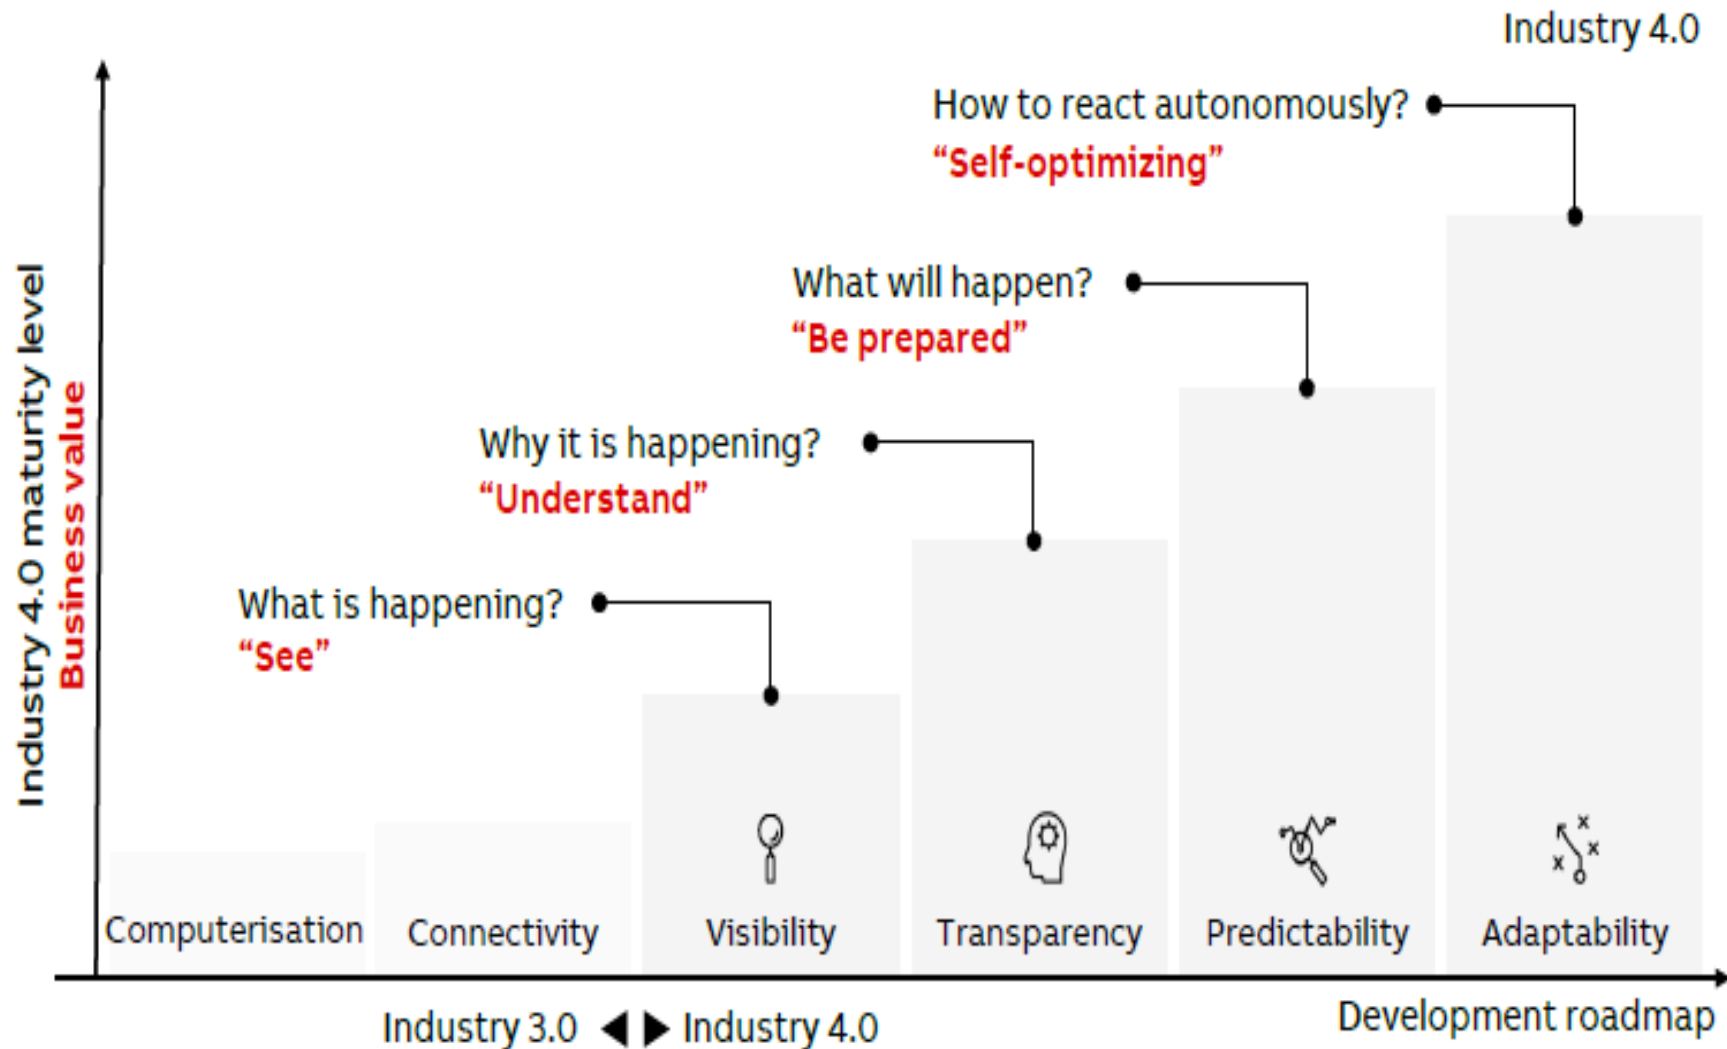 Industry 4.0
How to react autonomously?
“Self-optimizing”
What will happen?
“Be prepared”
Why it is happening?
“Understand”
What is happening?
“See”
Industry 4.0 maturity level
Business value
Computerisation
Connectivity
Visibility
Transparency
Predictability
Adaptability
Industry 3.0
Industry 4.0
Development roadmap